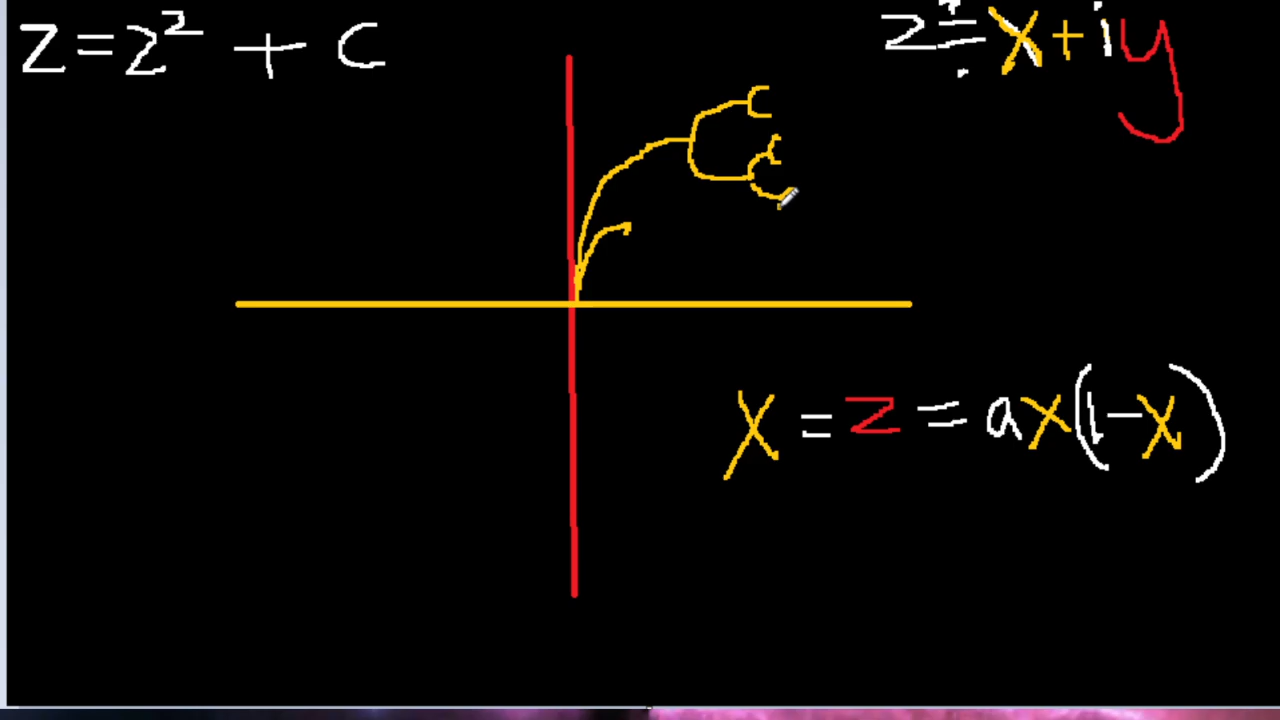 z = z² + c
z = x + iy
x = z = ax(1-x)